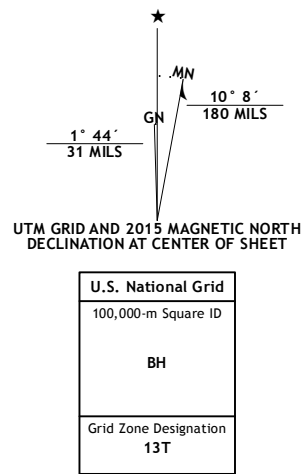 MN
GN
10° 8´
180 MILS
1° 44´
31 MILS
UTM GRID AND 2015 MAGNETIC NORTH
DECLINATION AT CENTER OF SHEET
U.S. National Grid
100,000-m Square ID
BH
Grid Zone Designation
13T